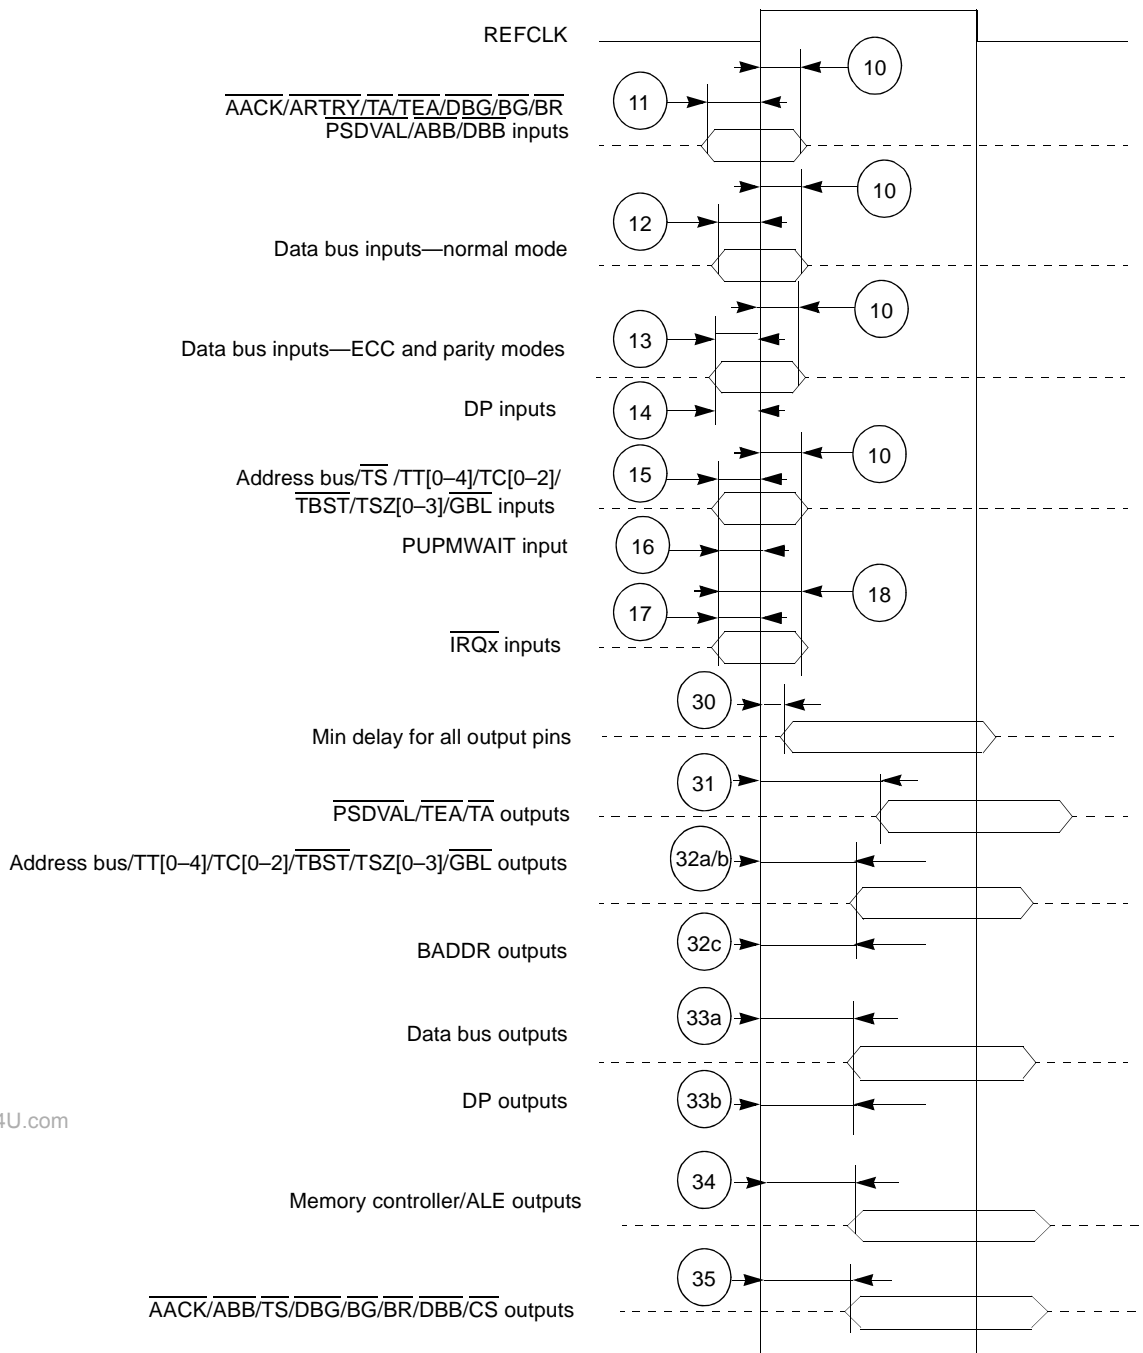 REFCLK
10
11
AACK/ARTRY/TA/TEA/DBG/BG/BR
PSDVAL/ABB/DBB inputs
10
12
Data bus inputs—normal mode
10
13
Data bus inputs—ECC and parity modes
DP inputs
14
10
15
Address bus/TS /TT[0–4]/TC[0–2]/
TBST/TSZ[0–3]/GBL inputs
PUPMWAIT input
16
18
17
IRQx inputs
30
Min delay for all output pins
31
PSDVAL/TEA/TA outputs
32a/b
Address bus/TT[0–4]/TC[0–2]/TBST/TSZ[0–3]/GBL outputs
32c
BADDR outputs
33a
Data bus outputs
33b
DP outputs
4U.com
34
Memory controller/ALE outputs
35
AACK/ABB/TS/DBG/BG/BR/DBB/CS outputs